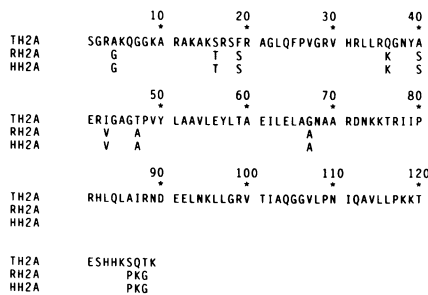 10 20 30 40
* * * *
TH2A SGRAKQGGKA RAKAKSRSFR AGLQFPVGRV HRLLRQGNYA
RH2A G T S K S
HH2A G T S K S
50 60 70 80
* * * *
TH2A ERIGAGTPVY LAAVLEYLTA EILELAGNAA RDNKKTRIIP
RH2A V A A
HH2A V A A
90 100 110 120
* * * *
TH2A RHLQLAIRND EELNKLLGRV TIAQGGVLPN IQAVLLPKKT
RH2A
HH2A
TH2A ESHHKSQTK
RH2A PKG
HH2A PKG